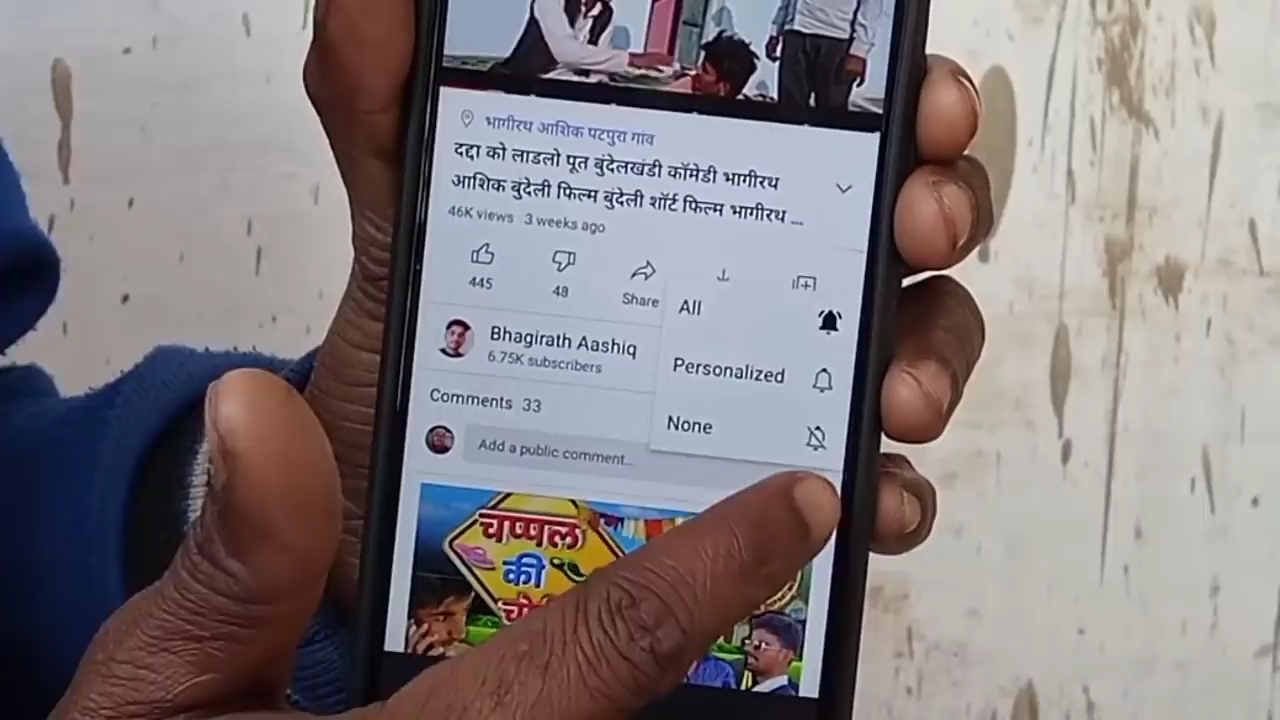 भागीरथ आशिक पटपुरा गांव
दद्दा को लाडलो पूत बुंदेलखंडी कॉमेडी भागीरथ
आशिक बुंदेली फिल्म बुंदेली शॉर्ट फिल्म भागीरथ ...
46K views 3 weeks ago
445
48
Share
All
Bhagirath Aashiq
6.75K subscribers
Personalized
Comments 33
None
Add a public comment...
चप्पल
की